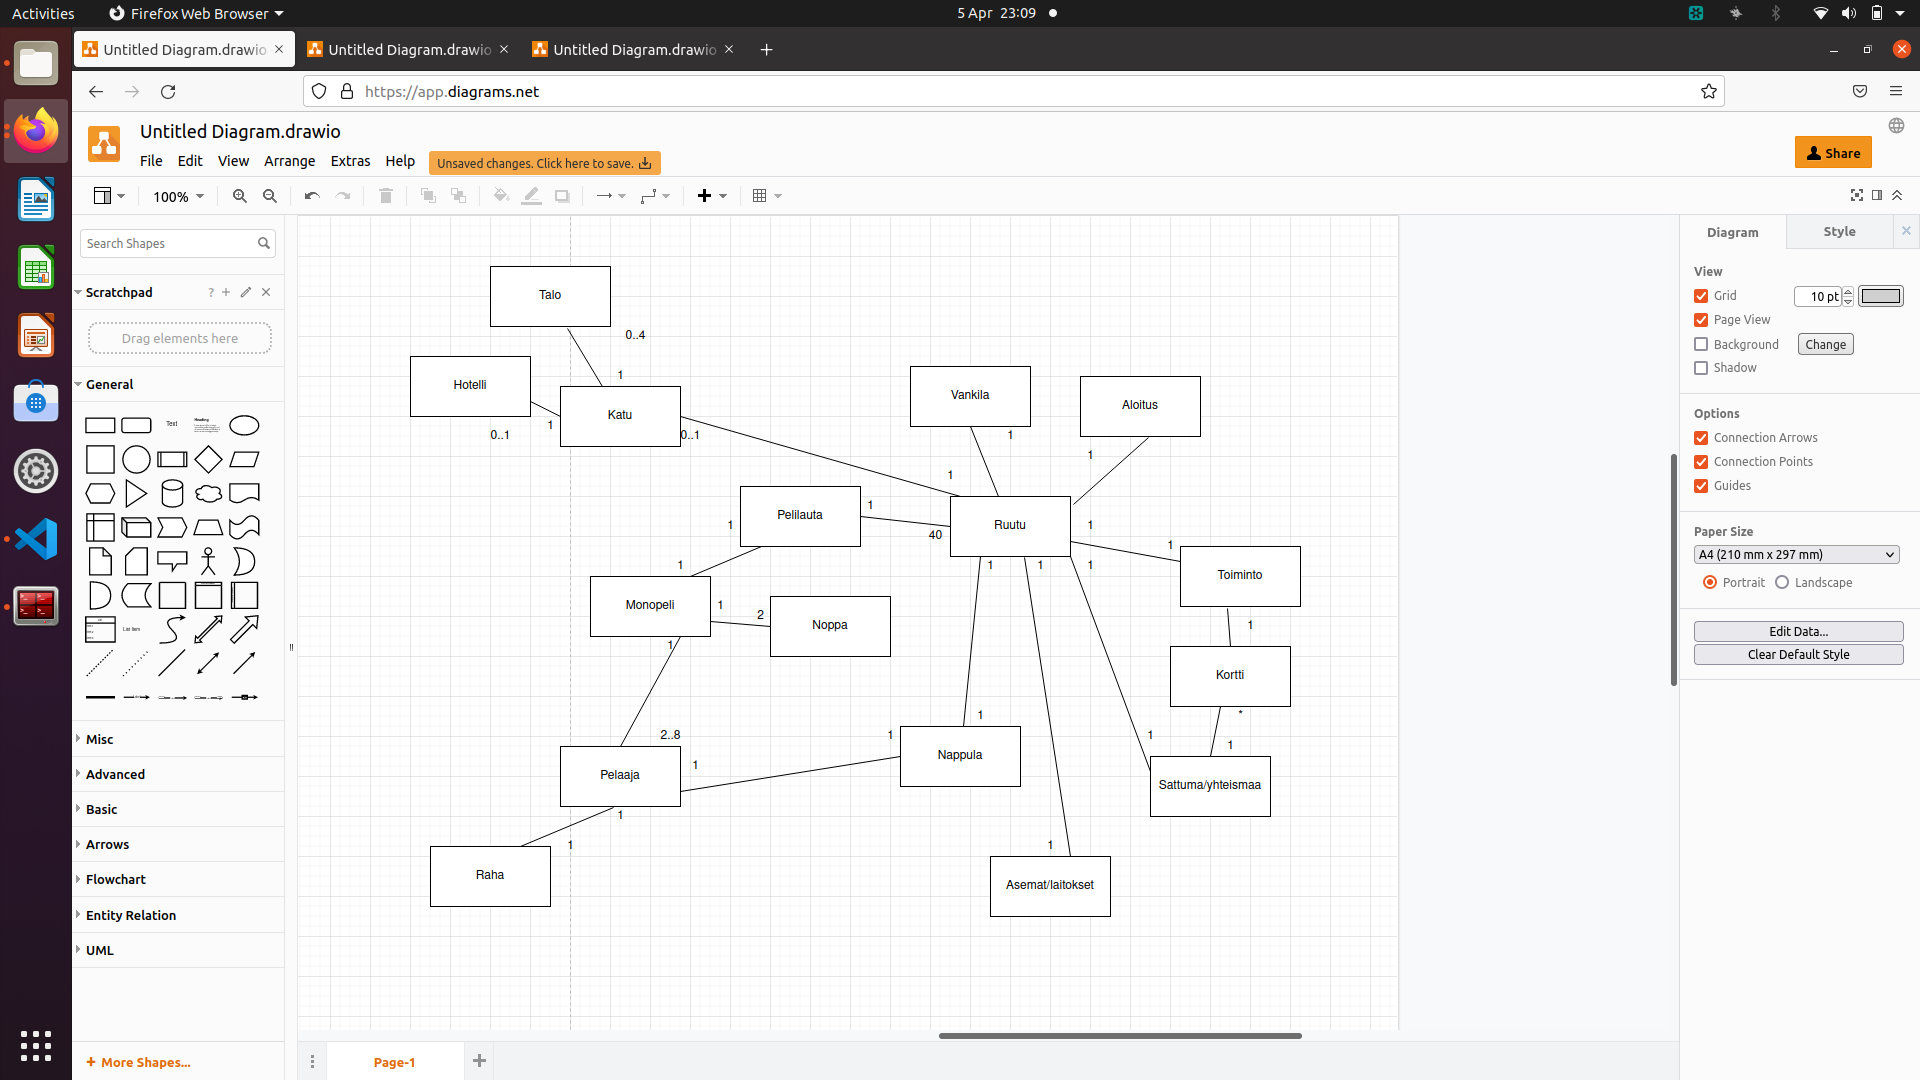 Activities
Firefox Web Browser
5 Apr 23:09
Untitled Diagram.drawio
Untitled Diagram.drawio
Untitled Diagram.drawio
https://app.diagrams.net
Untitled Diagram.drawio
File Edit View Arrange Extras Help
Unsaved changes. Click here to save.
Share
100%
Search Shapes
Scratchpad
?
Drag elements here
General
Text
Heading
List Item
Misc
Advanced
Basic
Arrows
Flowchart
Entity Relation
UML
+ More Shapes...
Talo
0..4
Hotelli
1
Katu
0..1
1
0..1
Vankila
1
Aloitus
1
1
Pelilauta
1
1
40
Ruutu
1
1
1
1
1
1
Toiminto
Monopeli
1
2
Noppa
1
1
Kortti
*
2..8
1
1
1
1
1
Pelaaja
Nappula
Sattuma/yhteismaa
1
1
1
Raha
Asemat/laitokset
Page-1
Diagram
Style
View
Grid
10 pt
Page View
Background
Change
Shadow
Options
Connection Arrows
Connection Points
Guides
Paper Size
A4 (210 mm x 297 mm)
Portrait
Landscape
Edit Data...
Clear Default Style